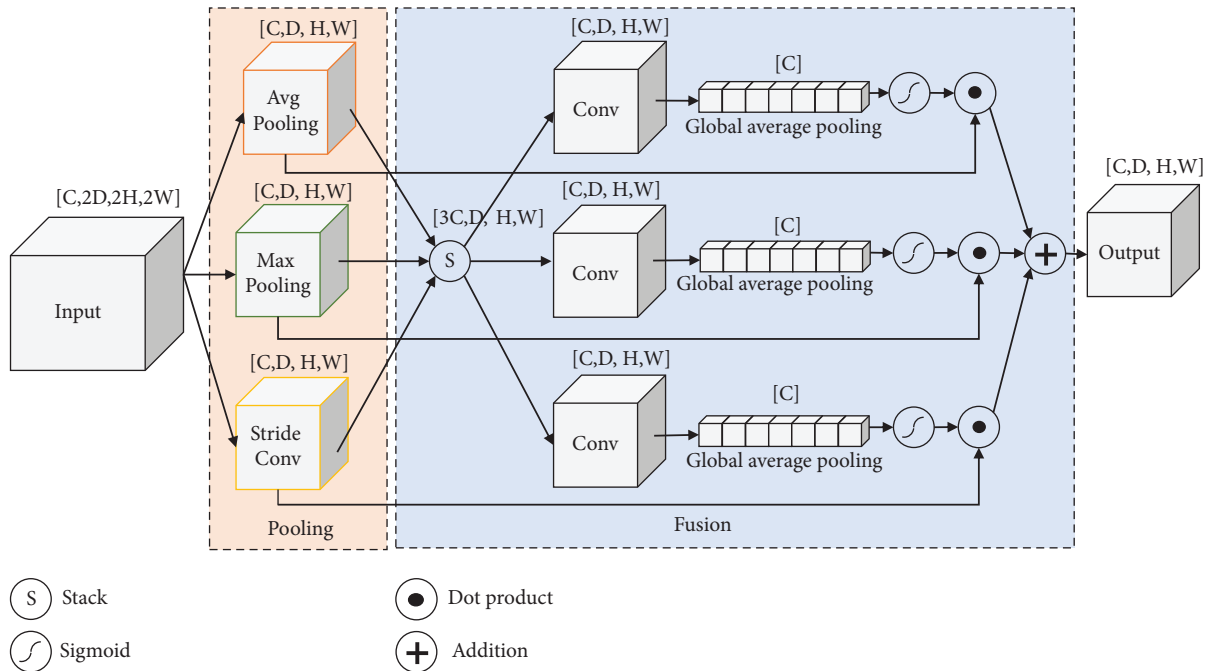 [C,D, H,W]
[C,D, H,W]
Avg
Pooling
Conv
[C]
Global average pooling
[C,2D,2H,2W]
Input
[C,D, H,W]
Max
Pooling
[3C,D, H,W]
S
[C,D, H,W]
Conv
[C]
Global average pooling
[C,D, H,W]
Output
[C,D, H,W]
Stride
Conv
[C,D, H,W]
Conv
[C]
Global average pooling
Pooling
Fusion
S Stack
Dot product
Sigmoid
Addition